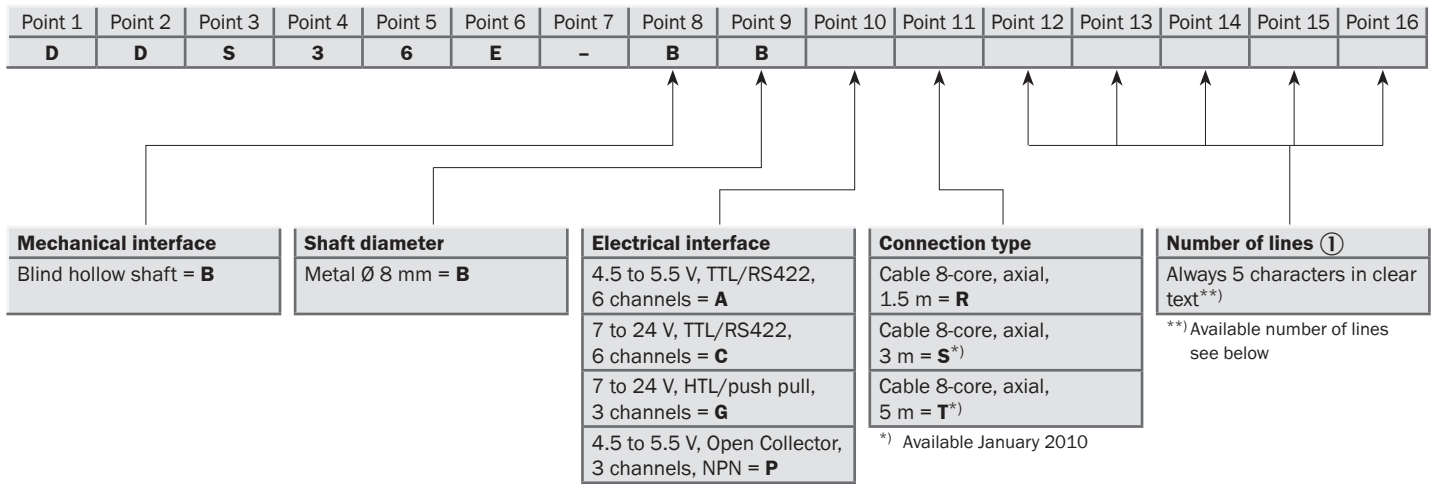 Point 1 Point 2 Point 3 Point 4 Point 5 Point 6 Point 7 Point 8 Point 9 Point 10 Point 11 Point 12 Point 13 Point 14 Point 15 Point 16
D D S 3 6 E – B B
Mechanical interface
Blind hollow shaft = B
Shaft diameter
Metal Ø 8 mm = B
Electrical interface
4.5 to 5.5 V, TTL/RS422,
6 channels = A
7 to 24 V, TTL/RS422,
6 channels = C
7 to 24 V, HTL/push pull,
3 channels = G
4.5 to 5.5 V, Open Collector,
3 channels, NPN = P
Connection type
Cable 8-core, axial,
1.5 m = R
Cable 8-core, axial,
3 m = S*)
Cable 8-core, axial,
5 m = T*)
*) Available January 2010
Number of lines ①
Always 5 characters in clear
text**)
**) Available number of lines
see below